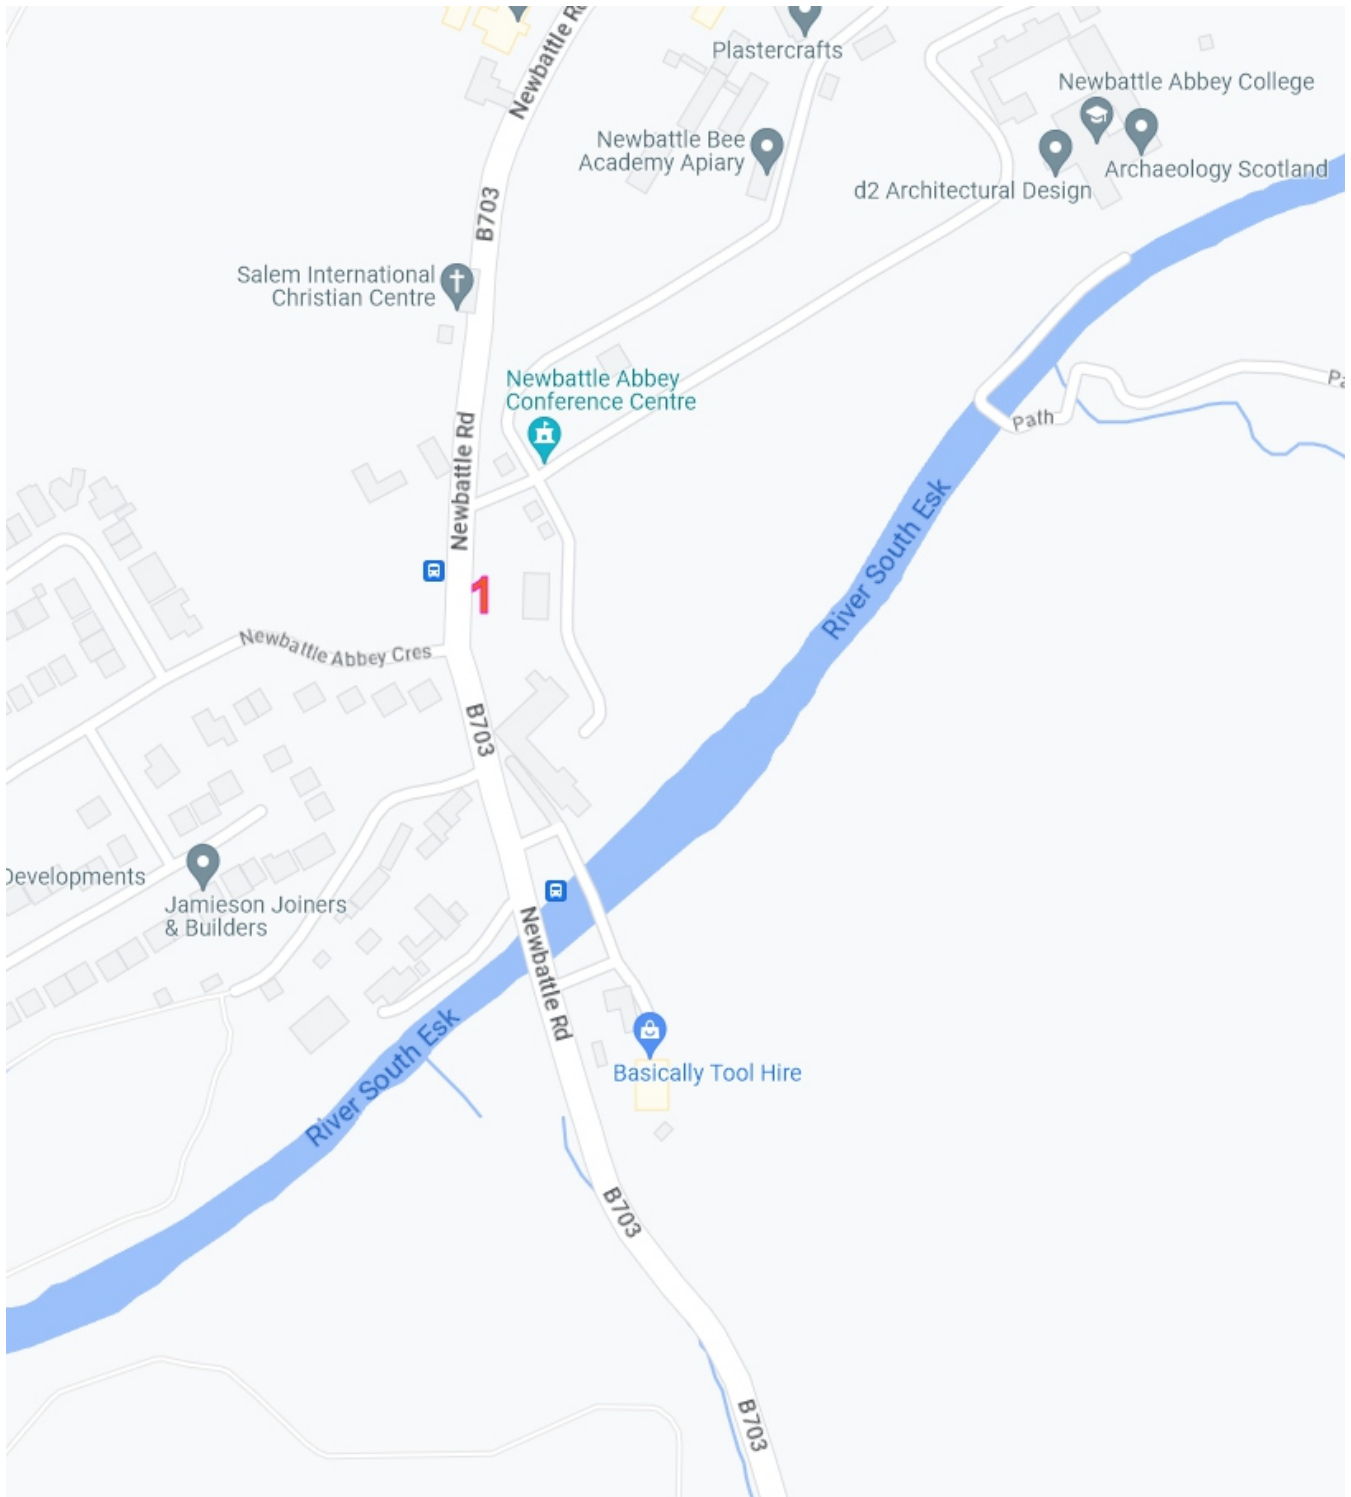 Newbattle Rd
Plastercrafts
Newbattle Abbey College
Newbattle Bee
Academy Apiary
Archaeology Scotland
d2 Architectural Design
B703
Salem International
Christian Centre
Newbattle Abbey
Conference Centre
Path
Newbattle Rd
River South Esk
1
Newbattle Abbey Cres
B703
Developments
Jamieson Joiners
& Builders
Newbattle Rd
River South Esk
Basically Tool Hire
B703
B703